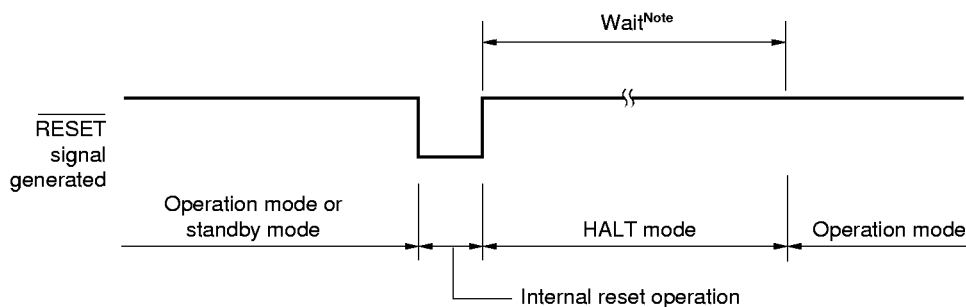 Wait^Note
RESET
signal
generated
Operation mode or
standby mode
HALT mode
Operation mode
Internal reset operation